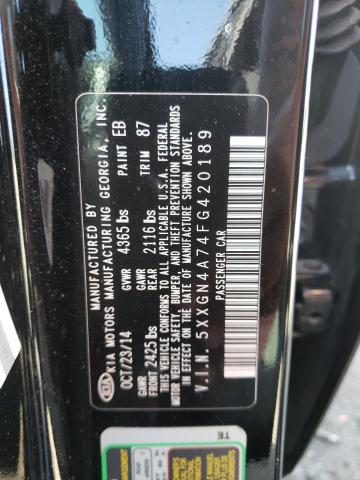 MANUFACTURED BY
KIA KIA MOTORS MANUFACTURING GEORGIA, INC.
OCT/23/14 GVWR 4365 lbs PAINT EB
GAWR FRONT 2425 lbs GAWR REAR 2116 lbs TRIM 87
THIS VEHICLE CONFORMS TO ALL APPLICABLE U.S.A. FEDERAL
MOTOR VEHICLE SAFETY, BUMPER, AND THEFT PREVENTION STANDARDS
IN EFFECT ON THE DATE OF MANUFACTURE SHOWN ABOVE.
V.I.N. 5XXGN4A74FG420189
PASSENGER CAR
TE